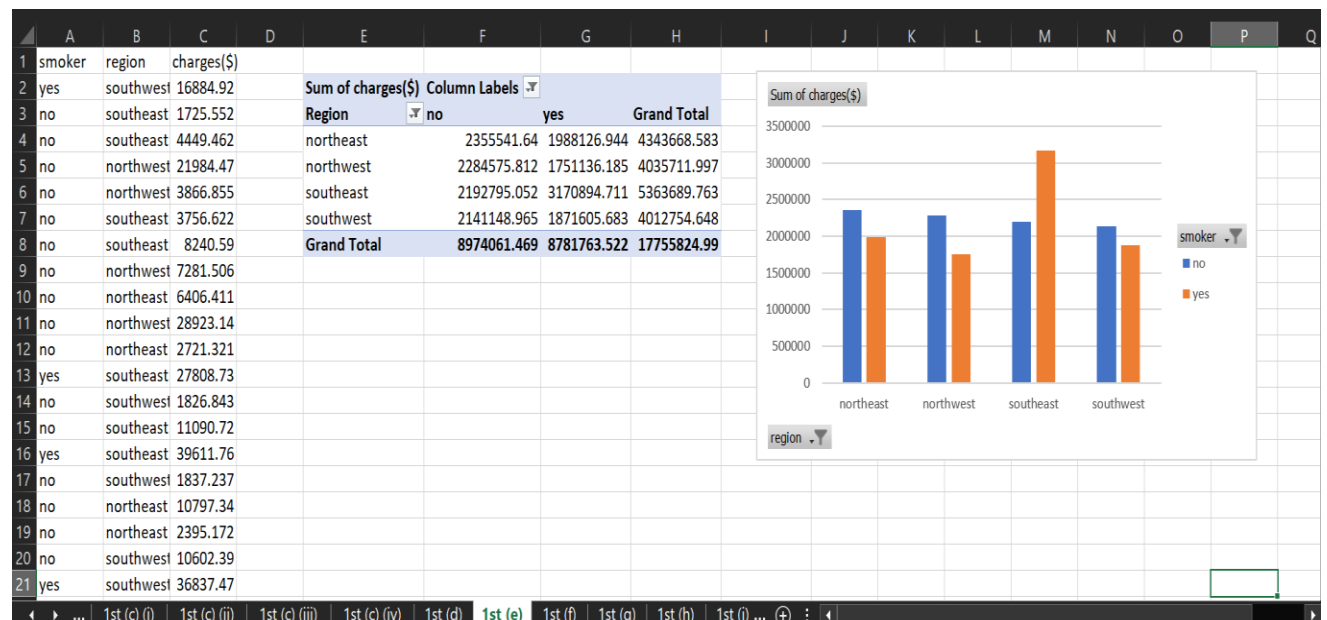 A B C D E F G H I J K L M N O P Q
1 smoker region charges($)
2 yes southwest 16884.92 Sum of charges($) Column Labels
3 no southeast 1725.552 Region no yes Grand Total
4 no southeast 4449.462 northeast 2355541.64 1988126.944 4343668.583
5 no northwest 21984.47 northwest 2284575.812 1751136.185 4035711.997
6 no northwest 3866.855 southeast 2192795.052 3170894.711 5363689.763
7 no southeast 3756.622 southwest 2141148.965 1871605.683 4012754.648
8 no southeast 8240.59 Grand Total 8974061.469 8781763.522 17755824.99
9 no northwest 7281.506
10 no northeast 6406.411
11 no northwest 28923.14
12 no northeast 2721.321
13 yes southeast 27808.73
14 no southwest 1826.843
15 no southeast 11090.72
16 yes southeast 39611.76
17 no southwest 1837.237
18 no northeast 10797.34
19 no northeast 2395.172
20 no southwest 10602.39
21 yes southwest 36837.47
Sum of charges($)
3500000
3000000
2500000
2000000
1500000
1000000
500000
0
northeast northwest southeast southwest
smoker
no
yes
region
... 1st (c) (i) 1st (c) (ii) 1st (c) (iii) 1st (c) (iv) 1st (d) 1st (e) 1st (f) 1st (g) 1st (h) 1st (i) ...